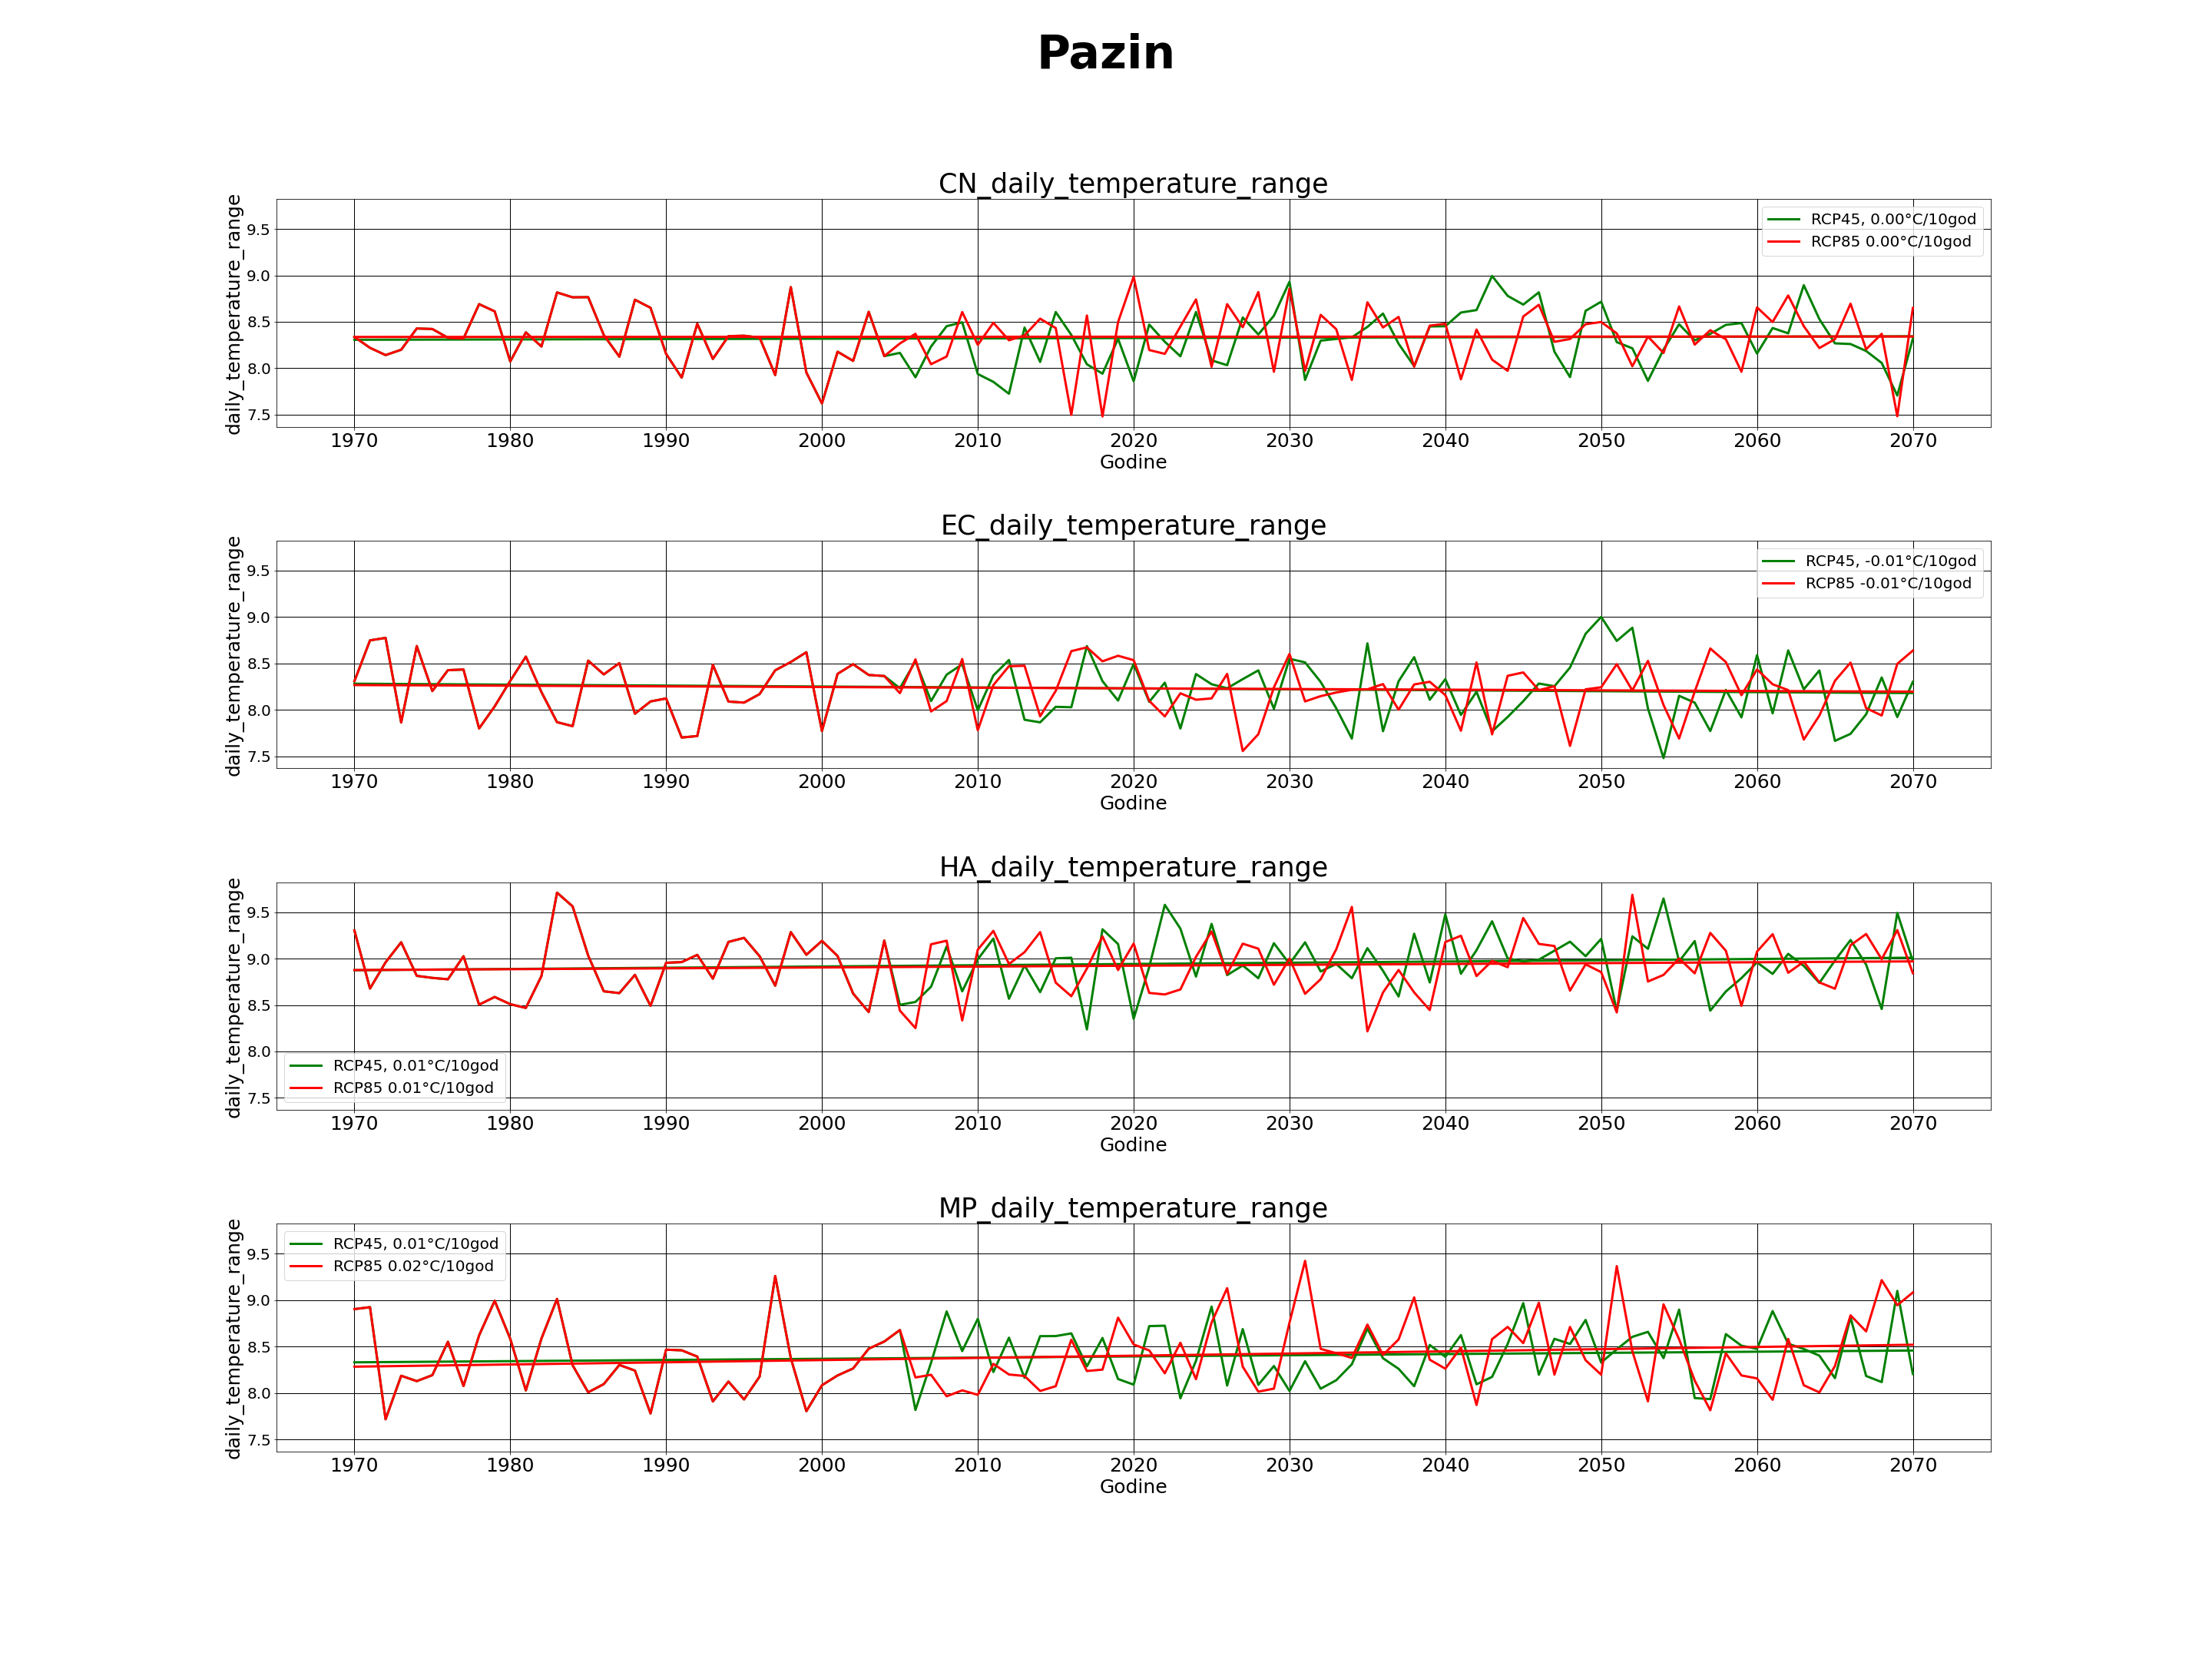 Pazin
CN_daily_temperature_range
daily_temperature_range
9.5
9.0
8.5
8.0
7.5
RCP45, 0.00°C/10god
RCP85 0.00°C/10god
1970 1980 1990 2000 2010 2020 2030 2040 2050 2060 2070
Godine
EC_daily_temperature_range
daily_temperature_range
9.5
9.0
8.5
8.0
7.5
RCP45, -0.01°C/10god
RCP85 -0.01°C/10god
1970 1980 1990 2000 2010 2020 2030 2040 2050 2060 2070
Godine
HA_daily_temperature_range
daily_temperature_range
9.5
9.0
8.5
8.0
7.5
RCP45, 0.01°C/10god
RCP85 0.01°C/10god
1970 1980 1990 2000 2010 2020 2030 2040 2050 2060 2070
Godine
MP_daily_temperature_range
daily_temperature_range
9.5
9.0
8.5
8.0
7.5
RCP45, 0.01°C/10god
RCP85 0.02°C/10god
1970 1980 1990 2000 2010 2020 2030 2040 2050 2060 2070
Godine